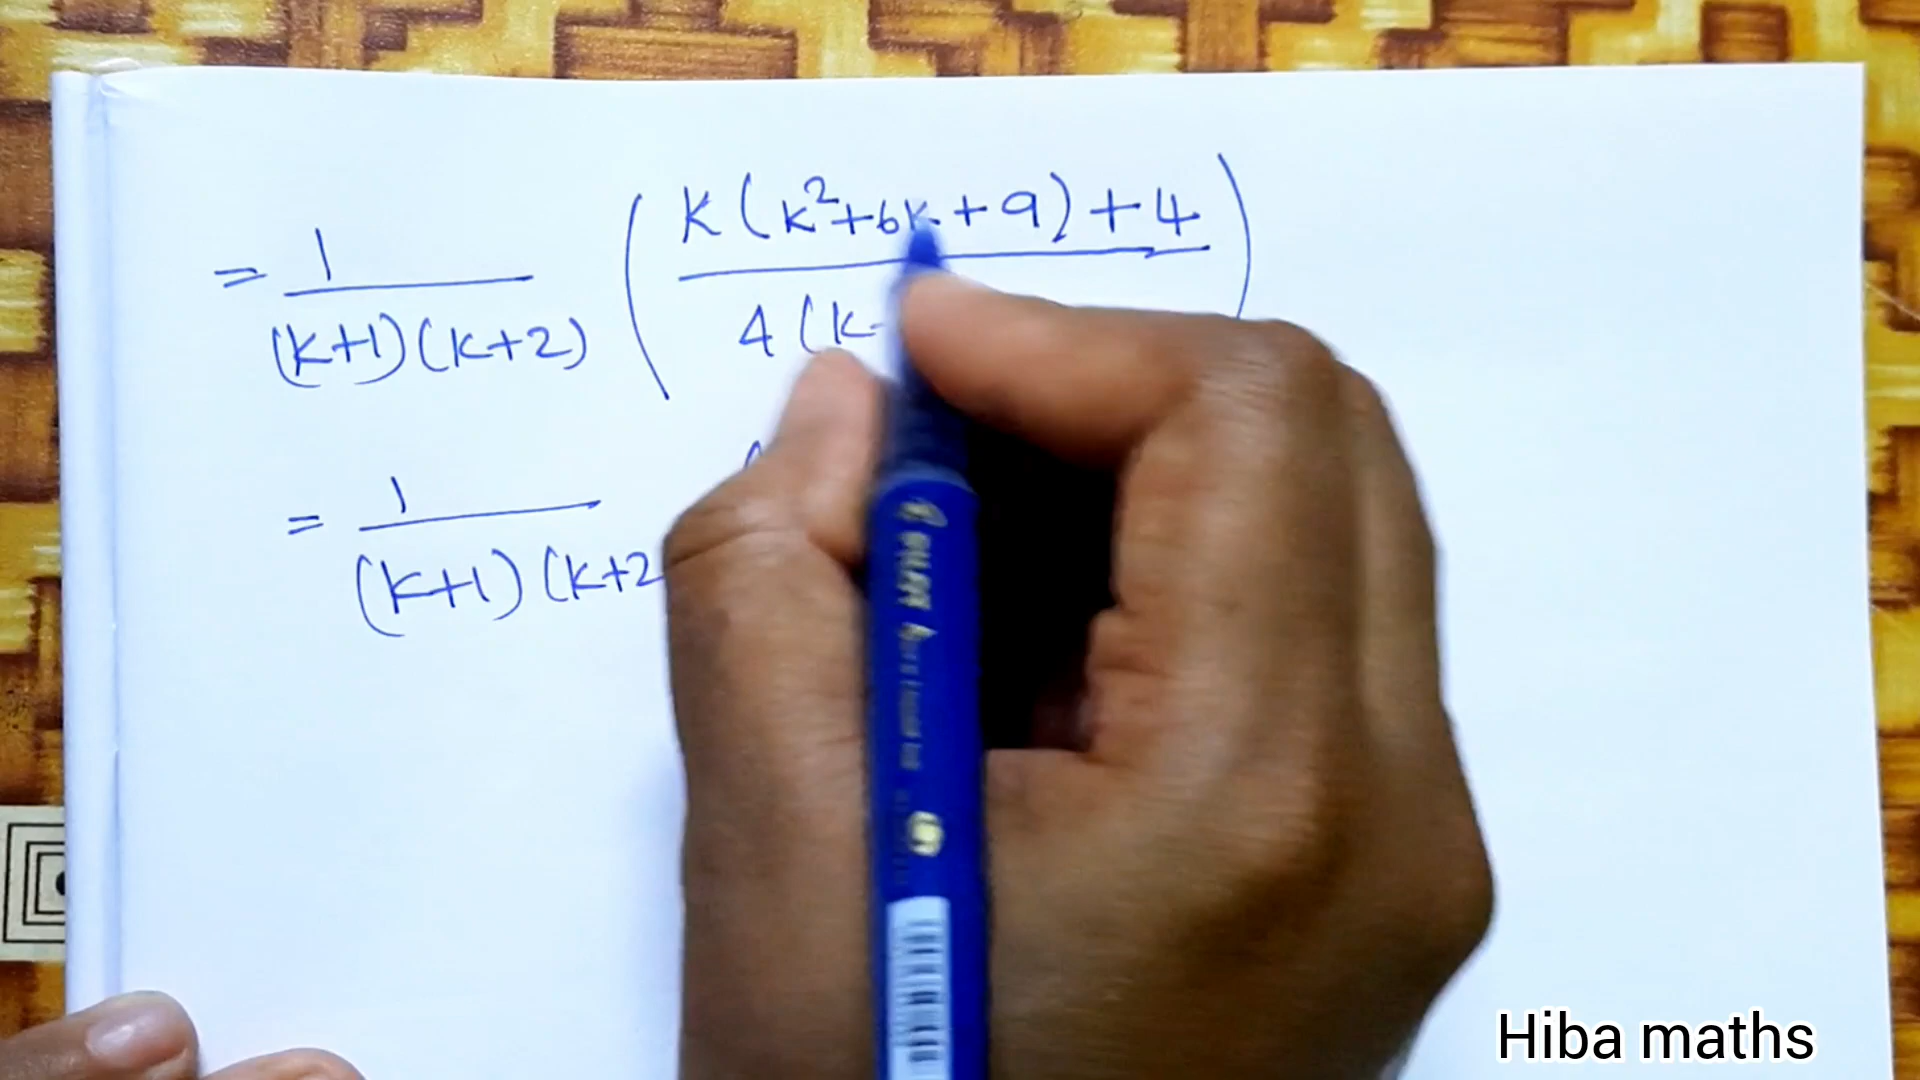 = 1/((k+1)(k+2)) ( (k(k²+6k+9)+4)/(4(k
= 1/((k+1)(k+2
Hiba maths